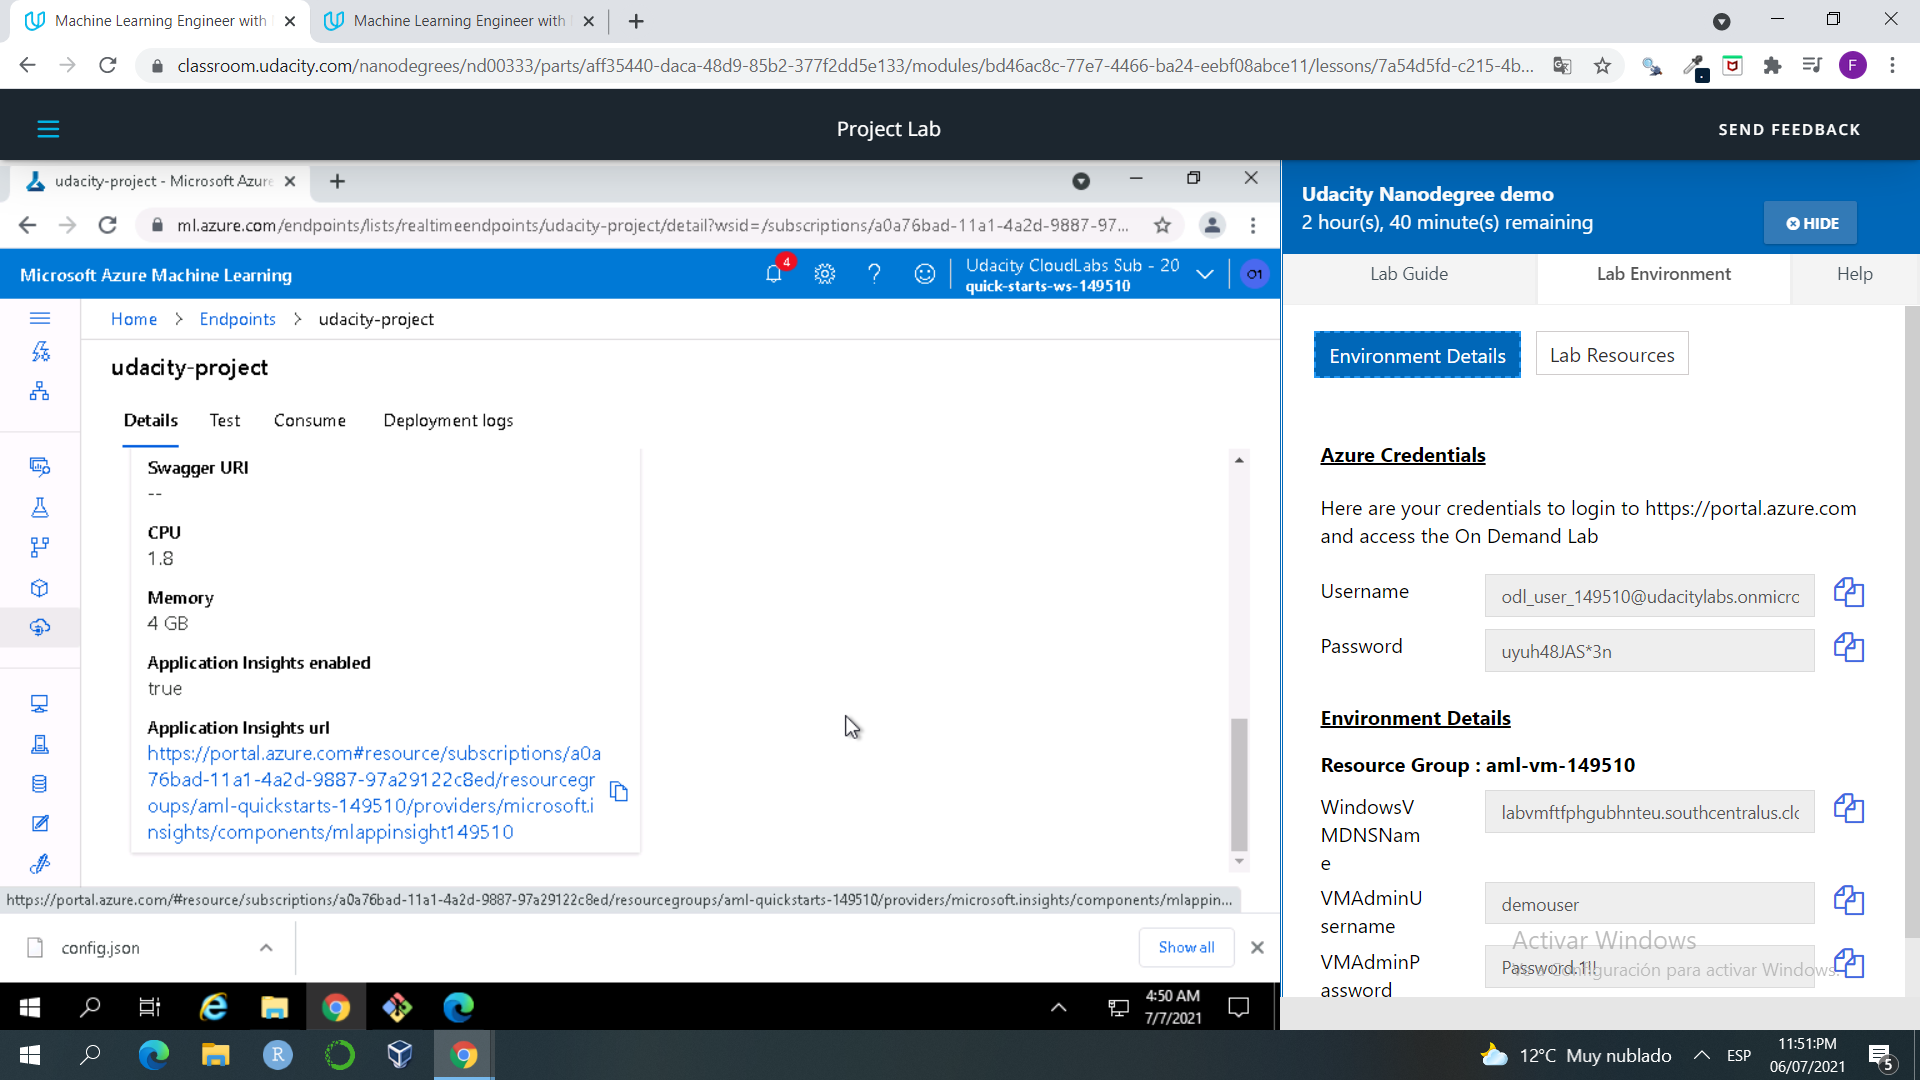 Machine Learning Engineer with
Machine Learning Engineer with
classroom.udacity.com/nanodegrees/nd00333/parts/aff35440-daca-48d9-85b2-377f2dd5e133/modules/bd46ac8c-77e7-4466-ba24-eebf08abce11/lessons/7a54d5fd-c215-4b...
F
Project Lab
SEND FEEDBACK
udacity-project - Microsoft Azure
ml.azure.com/endpoints/lists/realtimeendpoints/udacity-project/detail?wsid=/subscriptions/a0a76bad-11a1-4a2d-9887-97...
Microsoft Azure Machine Learning
4
Udacity CloudLabs Sub - 20
quick-starts-ws-149510
O1
Home > Endpoints > udacity-project
udacity-project
Details
Test
Consume
Deployment logs
Swagger URI
--
CPU
1.8
Memory
4 GB
Application Insights enabled
true
Application Insights url
https://portal.azure.com#resource/subscriptions/a0a
76bad-11a1-4a2d-9887-97a29122c8ed/resourcegr
oups/aml-quickstarts-149510/providers/microsoft.i
nsights/components/mlappinsight149510
https://portal.azure.com/#resource/subscriptions/a0a76bad-11a1-4a2d-9887-97a29122c8ed/resourcegroups/aml-quickstarts-149510/providers/microsoft.insights/components/mlappin...
config.json
Show all
4:50 AM
7/7/2021
Udacity Nanodegree demo
2 hour(s), 40 minute(s) remaining
HIDE
Lab Guide
Lab Environment
Help
Environment Details
Lab Resources
Azure Credentials
Here are your credentials to login to https://portal.azure.com
and access the On Demand Lab
Username
odl_user_149510@udacitylabs.onmicrc
Password
uyuh48JAS*3n
Environment Details
Resource Group : aml-vm-149510
WindowsV
MDNSNam
e
labvmftfphgubhnteu.southcentralus.clc
VMAdminU
sername
demouser
VMAdminP
assword
Password.1!!
Activar Windows
Ve a Configuración para activar Windows.
R
12°C Muy nublado
ESP
11:51:PM
06/07/2021
5